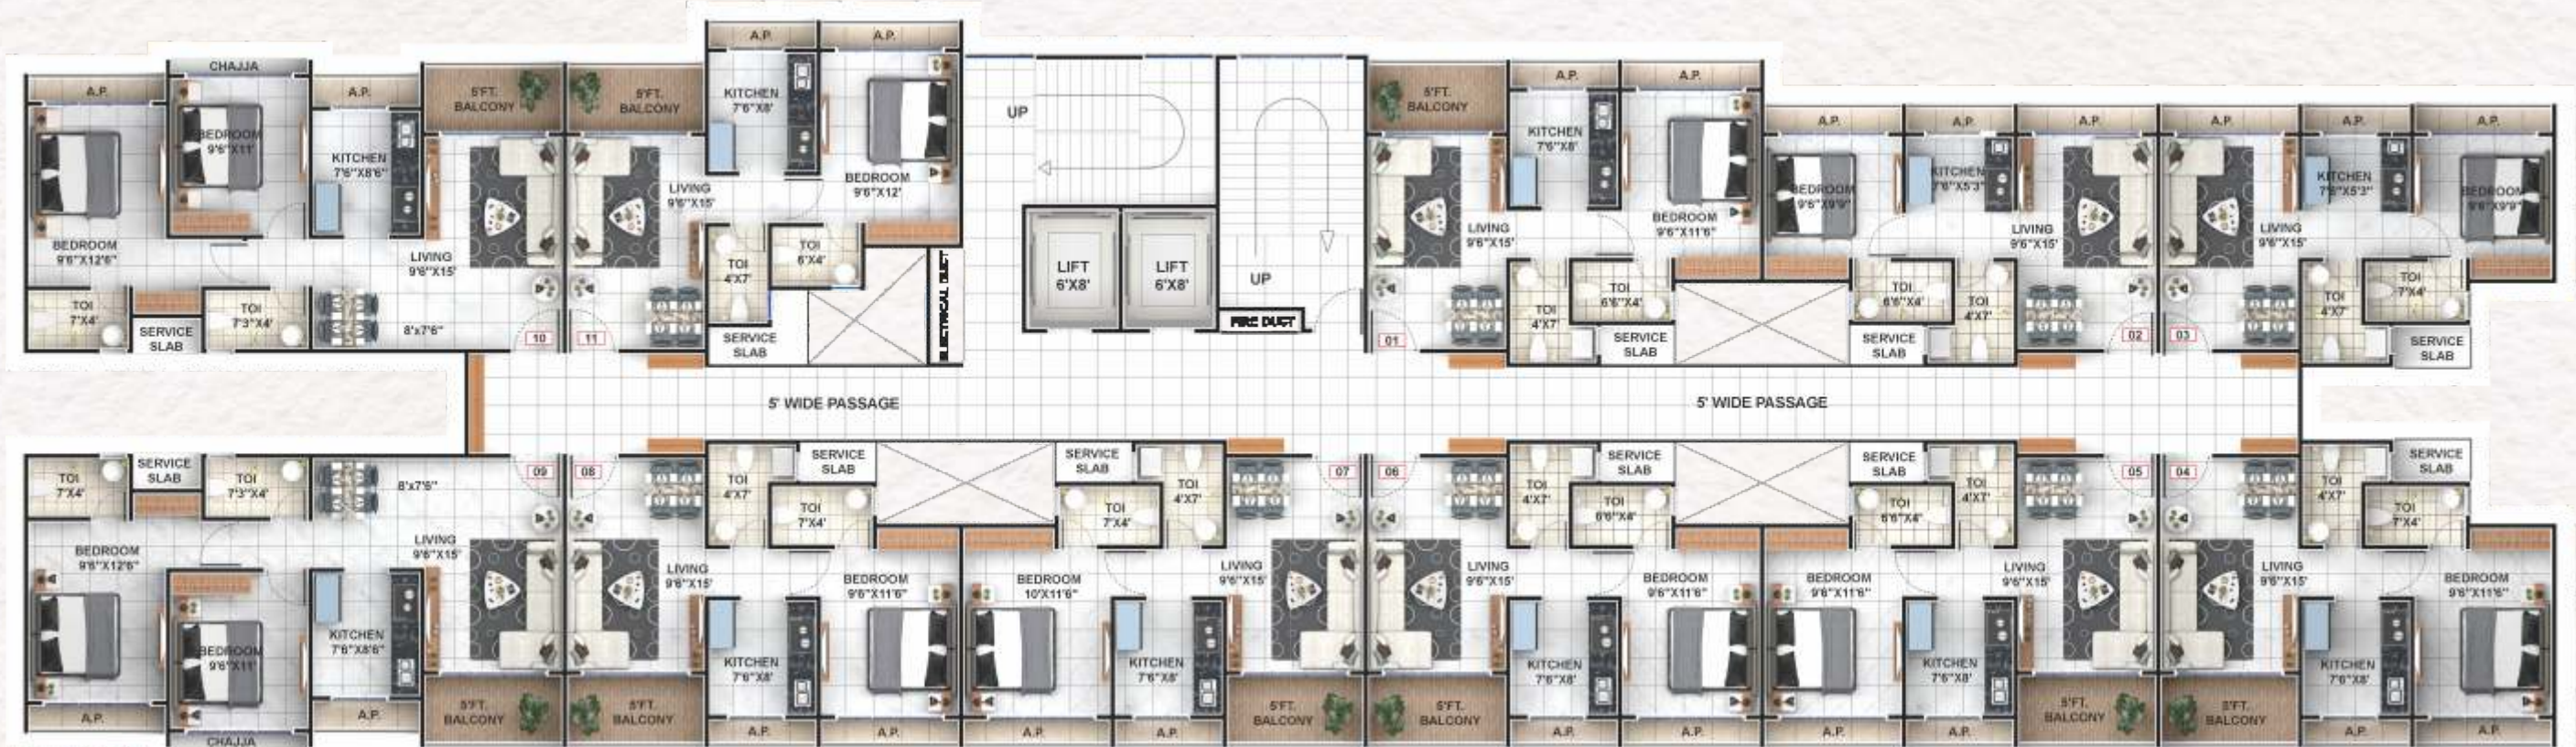 A.P.
A.P.
CHAJJA
A.P.
A.P.
5'FT.
BALCONY
5'FT.
BALCONY
KITCHEN
7'6"X8'
BEDROOM
9'6"X11'
KITCHEN
7'6"X8'6"
BEDROOM
9'6"X12'6"
LIVING
9'6"X15'
LIVING
9'6"X15'
BEDROOM
9'6"X12'
TOI
4'X7'
TOI
6'X4'
TOI
7'X4'
SERVICE
SLAB
TOI
7'3"X4'
8'x7'6"
10
11
SERVICE
SLAB
ELECTRICAL DUCT
UP
LIFT
6'X8'
LIFT
6'X8'
UP
FIRE DUCT
5'FT.
BALCONY
A.P.
A.P.
KITCHEN
7'6"X8'
LIVING
9'6"X15'
BEDROOM
9'6"X11'6"
01
TOI
4'X7'
TOI
6'6"X4'
SERVICE
SLAB
A.P.
A.P.
A.P.
BEDROOM
9'6"X9'9"
KITCHEN
7'6"X5'3"
LIVING
9'6"X15'
TOI
6'6"X4'
TOI
4'X7'
SERVICE
SLAB
02
03
A.P.
A.P.
A.P.
LIVING
9'6"X15'
KITCHEN
7'6"X5'3"
BEDROOM
9'6"X9'9"
TOI
4'X7'
TOI
7'X4'
SERVICE
SLAB
5' WIDE PASSAGE
5' WIDE PASSAGE
TOI
7'X4'
SERVICE
SLAB
TOI
7'3"X4'
8'x7'6"
09
08
BEDROOM
9'6"X12'6"
LIVING
9'6"X15'
BEDROOM
9'6"X11'
KITCHEN
7'6"X8'6"
A.P.
CHAJJA
A.P.
5'FT.
BALCONY
5'FT.
BALCONY
TOI
4'X7'
SERVICE
SLAB
TOI
7'X4'
LIVING
9'6"X15'
BEDROOM
9'6"X11'6"
KITCHEN
7'6"X8'
A.P.
A.P.
SERVICE
SLAB
TOI
7'X4'
TOI
4'X7'
07
06
BEDROOM
10'X11'6"
LIVING
9'6"X15'
KITCHEN
7'6"X8'
A.P.
A.P.
5'FT.
BALCONY
5'FT.
BALCONY
LIVING
9'6"X15'
TOI
4'X7'
SERVICE
SLAB
TOI
6'6"X4'
BEDROOM
9'6"X11'6"
KITCHEN
7'6"X8'
A.P.
A.P.
SERVICE
SLAB
TOI
6'6"X4'
TOI
4'X7'
05
04
BEDROOM
9'6"X11'6"
LIVING
9'6"X15'
KITCHEN
7'6"X8'
A.P.
A.P.
5'FT.
BALCONY
5'FT.
BALCONY
TOI
4'X7'
SERVICE
SLAB
TOI
7'X4'
LIVING
9'6"X15'
BEDROOM
9'6"X11'6"
KITCHEN
7'6"X8'
A.P.
A.P.